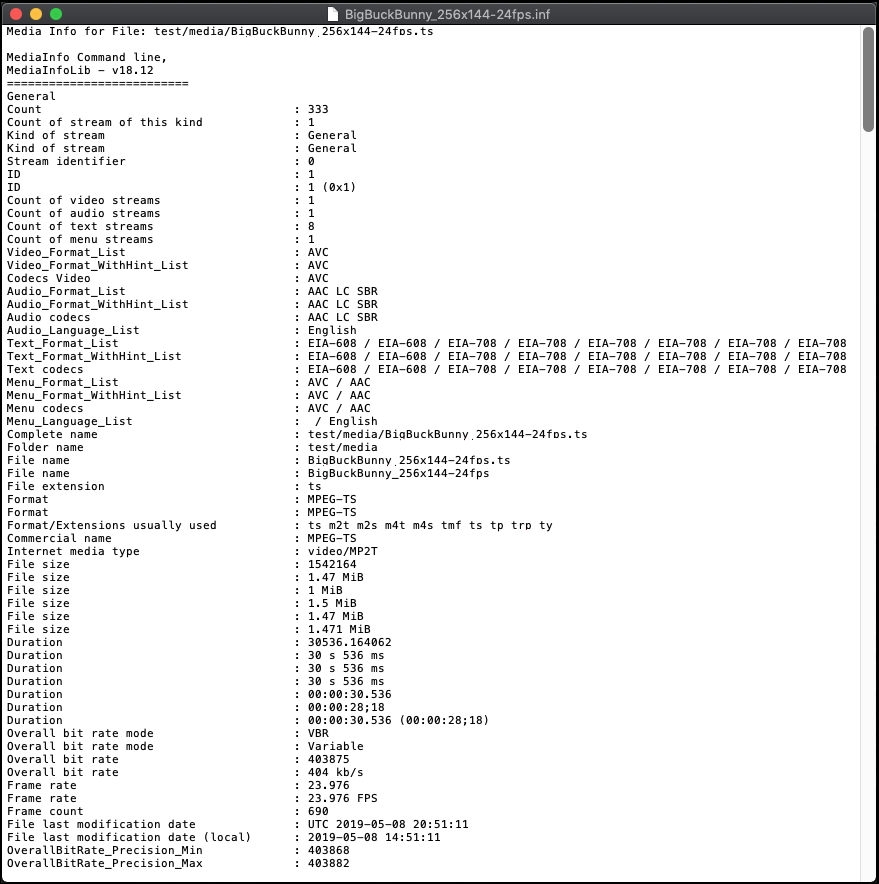 BigBuckBunny_256x144-24fps.inf
Media Info for File: test/media/BigBuckBunny_256x144-24fps.ts
MediaInfo Command line,
MediaInfoLib - v18.12
==========================
General
Count : 333
Count of stream of this kind : 1
Kind of stream : General
Kind of stream : General
Stream identifier : 0
ID : 1
ID : 1 (0x1)
Count of video streams : 1
Count of audio streams : 1
Count of text streams : 8
Count of menu streams : 1
Video_Format_List : AVC
Video_Format_WithHint_List : AVC
Codecs Video : AVC
Audio_Format_List : AAC LC SBR
Audio_Format_WithHint_List : AAC LC SBR
Audio codecs : AAC LC SBR
Audio_Language_List : English
Text_Format_List : EIA-608 / EIA-608 / EIA-708 / EIA-708 / EIA-708 / EIA-708 / EIA-708 / EIA-708
Text_Format_WithHint_List : EIA-608 / EIA-608 / EIA-708 / EIA-708 / EIA-708 / EIA-708 / EIA-708 / EIA-708
Text codecs : EIA-608 / EIA-608 / EIA-708 / EIA-708 / EIA-708 / EIA-708 / EIA-708 / EIA-708
Menu_Format_List : AVC / AAC
Menu_Format_WithHint_List : AVC / AAC
Menu codecs : AVC / AAC
Menu_Language_List :  / English
Complete name : test/media/BigBuckBunny_256x144-24fps.ts
Folder name : test/media
File name : BigBuckBunny_256x144-24fps.ts
File name : BigBuckBunny_256x144-24fps
File extension : ts
Format : MPEG-TS
Format : MPEG-TS
Format/Extensions usually used : ts m2t m2s m4t m4s tmf ts tp trp ty
Commercial name : MPEG-TS
Internet media type : video/MP2T
File size : 1542164
File size : 1.47 MiB
File size : 1 MiB
File size : 1.5 MiB
File size : 1.47 MiB
File size : 1.471 MiB
Duration : 30536.164062
Duration : 30 s 536 ms
Duration : 30 s 536 ms
Duration : 30 s 536 ms
Duration : 00:00:30.536
Duration : 00:00:28;18
Duration : 00:00:30.536 (00:00:28;18)
Overall bit rate mode : VBR
Overall bit rate mode : Variable
Overall bit rate : 403875
Overall bit rate : 404 kb/s
Frame rate : 23.976
Frame rate : 23.976 FPS
Frame count : 690
File last modification date : UTC 2019-05-08 20:51:11
File last modification date (local) : 2019-05-08 14:51:11
OverallBitRate_Precision_Min : 403868
OverallBitRate_Precision_Max : 403882